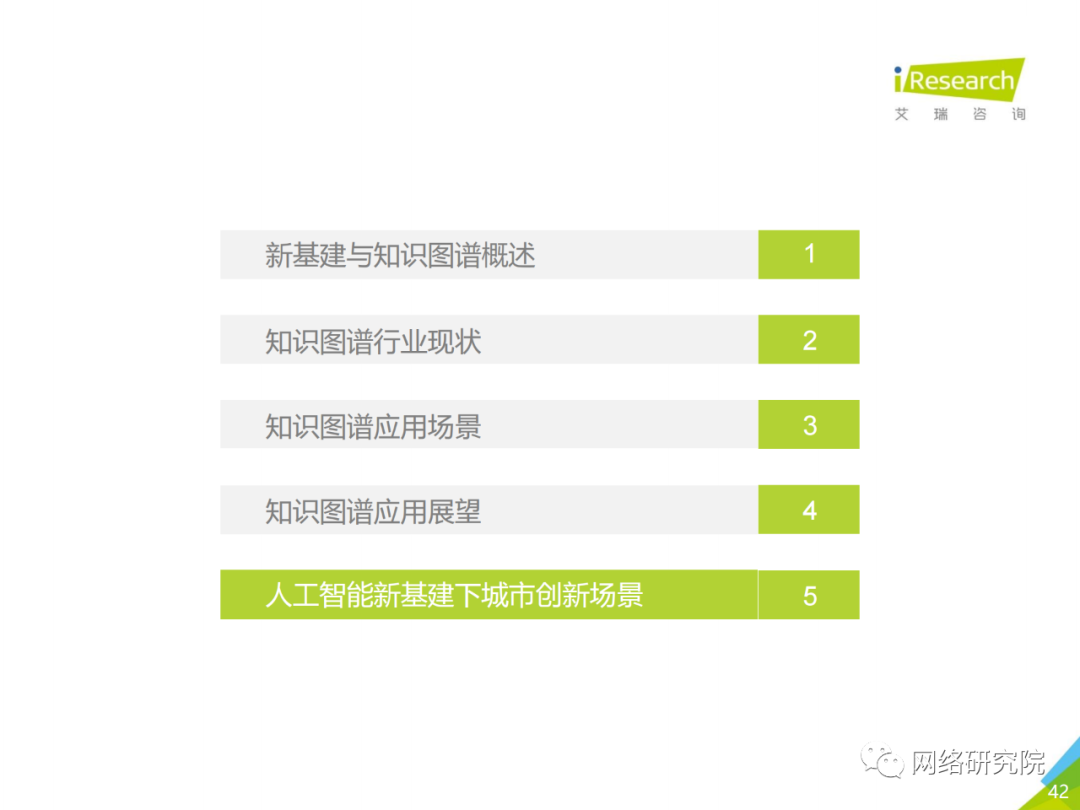 iResearch
艾瑞咨询
新基建与知识图谱概述 1
知识图谱行业现状 2
知识图谱应用场景 3
知识图谱应用展望 4
人工智能新基建下城市创新场景 5
网络研究院
42